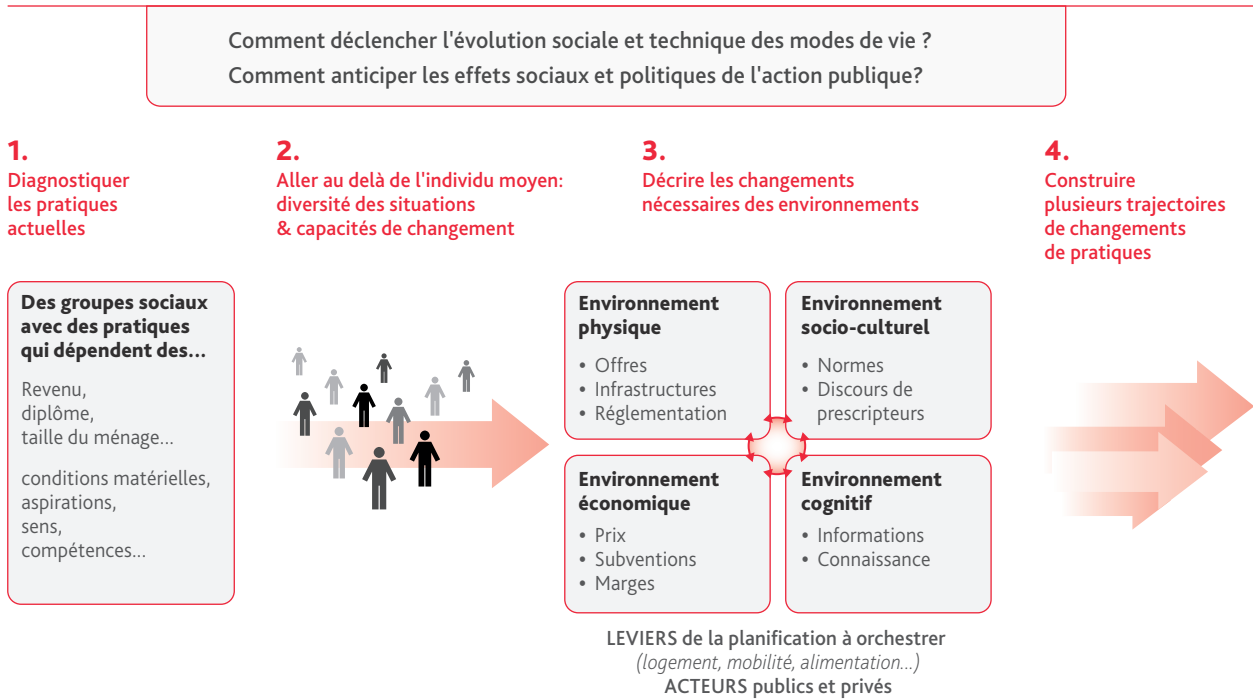 Comment déclencher l'évolution sociale et technique des modes de vie ?
Comment anticiper les effets sociaux et politiques de l'action publique?
1.
Diagnostiquer
les pratiques
actuelles
2.
Aller au delà de l'individu moyen:
diversité des situations
& capacités de changement
3.
Décrire les changements
nécessaires des environnements
4.
Construire
plusieurs trajectoires
de changements
de pratiques
Des groupes sociaux
avec des pratiques
qui dépendent des...
Revenu,
diplôme,
taille du ménage...
conditions matérielles,
aspirations,
sens,
compétences...
Environnement
physique
• Offres
• Infrastructures
• Réglementation
Environnement
socio-culturel
• Normes
• Discours de
prescripteurs
Environnement
économique
• Prix
• Subventions
• Marges
Environnement
cognitif
• Informations
• Connaissance
LEVIERS de la planification à orchestrer
(logement, mobilité, alimentation...)
ACTEURS publics et privés